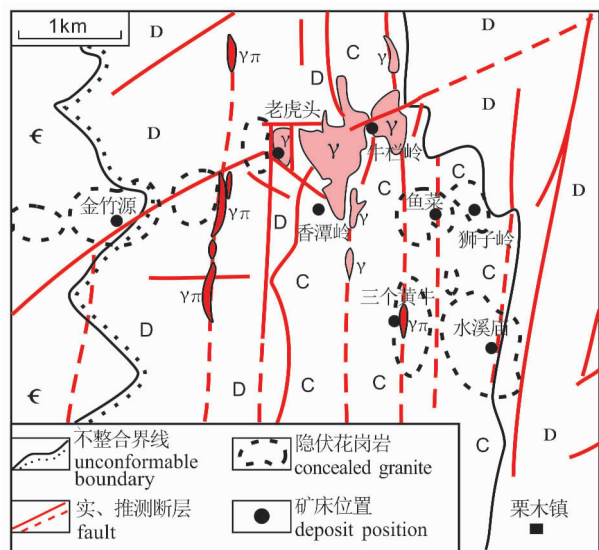 1km
D
D
C
γ
γπ
D
C
老虎头
γ
γ
γ
牛栏岭
D
Є
D
C
C
D
金竹源
γπ
D
香潭岭
γ
鱼菜
狮子岭
γ
C
D
三个黄牛
γπ
水溪庙
C
Є
D
C
C
C
D
不整合界线
unconformable
boundary
隐伏花岗岩
concealed granite
实、推测断层
fault
矿床位置
deposit position
栗木镇